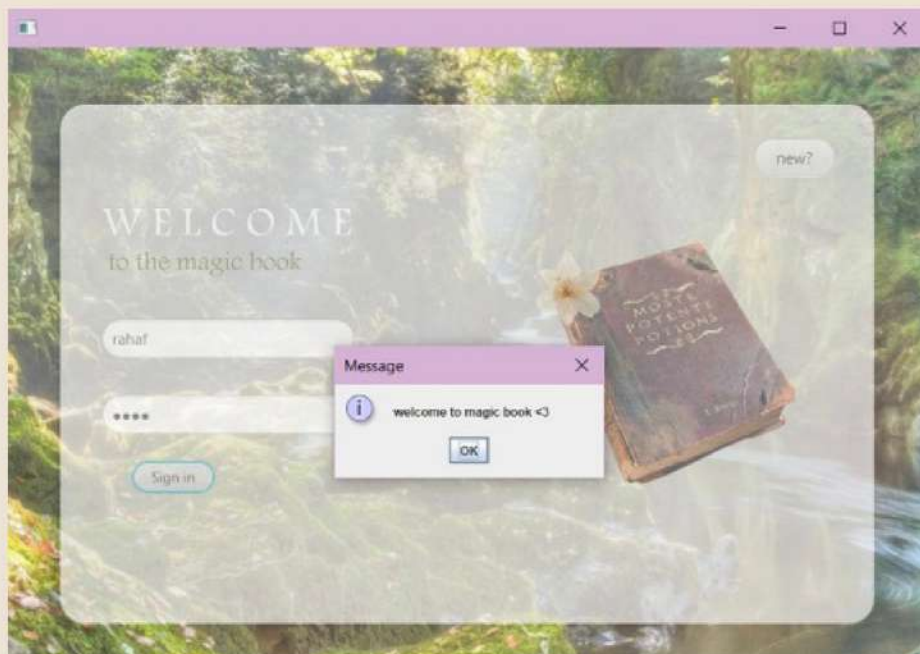 new?
WELCOME
to the magic book
rahaf
****
Sign in
MOSTE
POTENTE
POTIONS
Message
welcome to magic book <3
OK